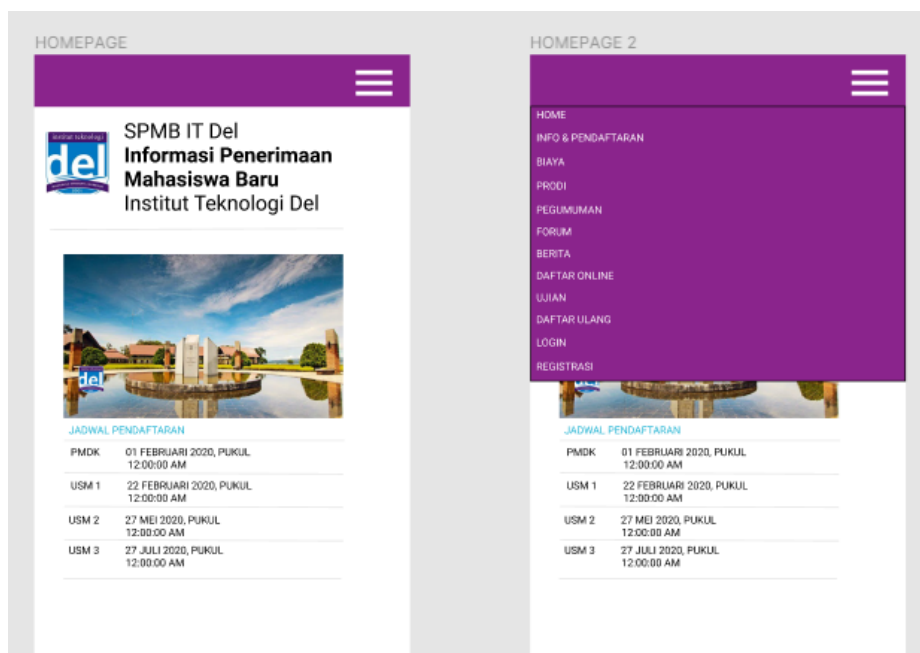 HOMEPAGE
institut teknologi
del
SPMB IT Del
Informasi Penerimaan
Mahasiswa Baru
Institut Teknologi Del
del
JADWAL PENDAFTARAN
PMDK 01 FEBRUARI 2020, PUKUL
12:00:00 AM
USM 1 22 FEBRUARI 2020, PUKUL
12:00:00 AM
USM 2 27 MEI 2020, PUKUL
12:00:00 AM
USM 3 27 JULI 2020, PUKUL
12:00:00 AM
HOMEPAGE 2
HOME
INFO & PENDAFTARAN
BIAYA
PRODI
PEGUMUMAN
FORUM
BERITA
DAFTAR ONLINE
UJIAN
DAFTAR ULANG
LOGIN
REGISTRASI
del
JADWAL PENDAFTARAN
PMDK 01 FEBRUARI 2020, PUKUL
12:00:00 AM
USM 1 22 FEBRUARI 2020, PUKUL
12:00:00 AM
USM 2 27 MEI 2020, PUKUL
12:00:00 AM
USM 3 27 JULI 2020, PUKUL
12:00:00 AM